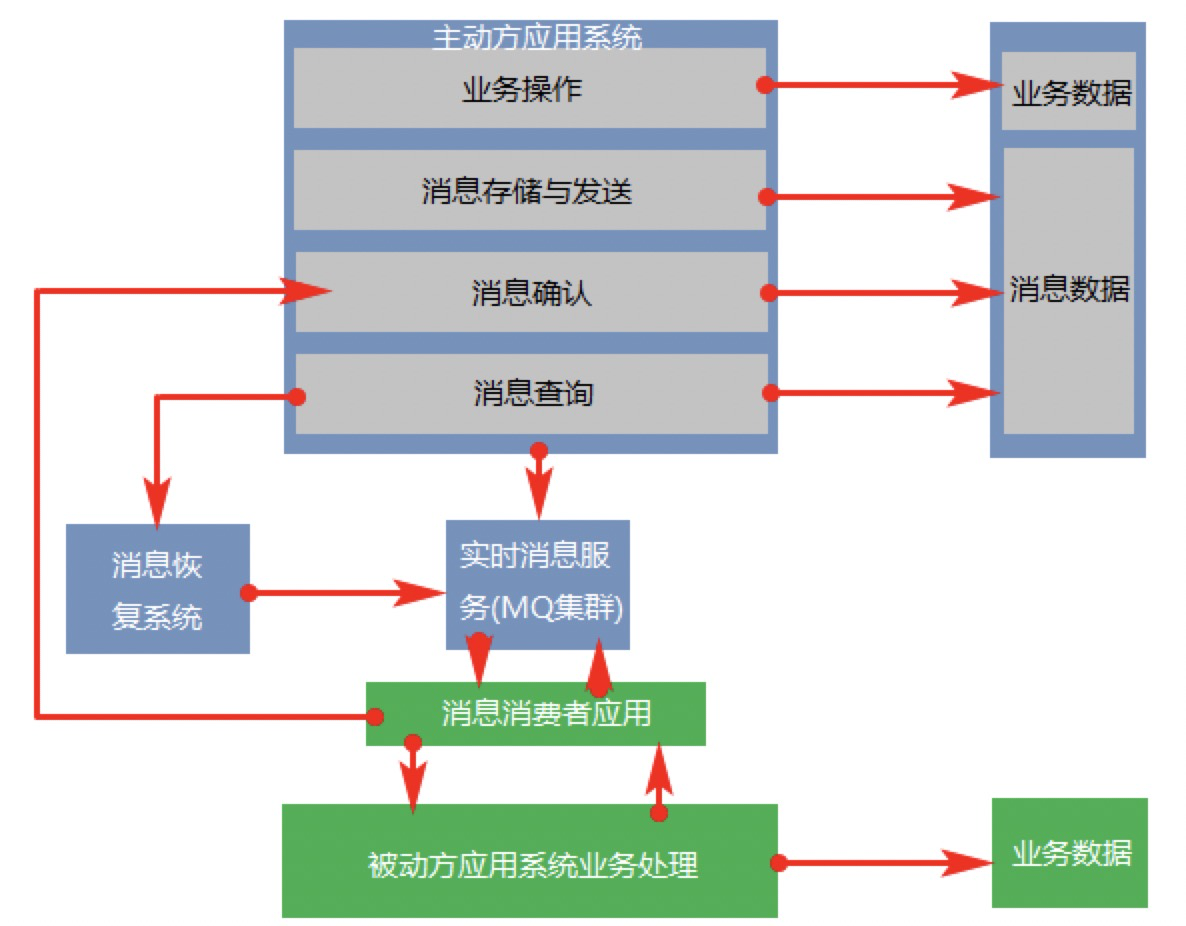 主动方应用系统
业务操作
业务数据
消息存储与发送
消息确认
消息数据
消息查询
消息恢
复系统
实时消息服
务(MQ集群)
消息消费者应用
被动方应用系统业务处理
业务数据